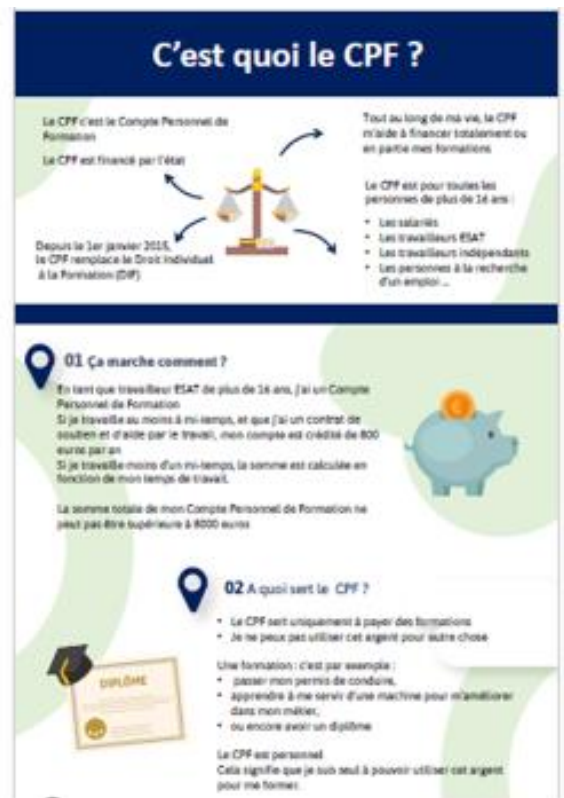 C'est quoi le CPF ?
Le CPF c'est le Compte Personnel de
Formation
Le CPF est financé par l'état
Depuis le 1er janvier 2015,
le CPF remplace le Droit Individuel
à la Formation (DIF)
Tout au long de ma vie, le CPF
m'aide à financer totalement ou
en partie mes formations
Le CPF est pour toutes les
personnes de plus de 16 ans :
• Les salariés
• Les travailleurs ESAT
• Les travailleurs indépendants
• Les personnes à la recherche
d'un emploi ...
01 Ça marche comment ?
En tant que travailleur ESAT de plus de 16 ans, j'ai un Compte
Personnel de Formation
Si je travaille au moins à mi-temps, et que j'ai un contrat de
soutien et d'aide par le travail, mon compte est crédité de 800
euros par an
Si je travaille moins d'un mi-temps, la somme est calculée en
fonction de mon temps de travail.
La somme totale de mon Compte Personnel de Formation ne
peut pas être supérieure à 8000 euros
02 A quoi sert le CPF ?
• Le CPF sert uniquement à payer des formations
• Je ne peux pas utiliser cet argent pour autre chose
Une formation : c'est par exemple :
• passer mon permis de conduire,
• apprendre à me servir d'une machine pour m'améliorer
dans mon métier,
• ou encore avoir un diplôme
DIPLÔME
Le CPF est personnel
Cela signifie que je suis seul à pouvoir utiliser cet argent
pour me former.